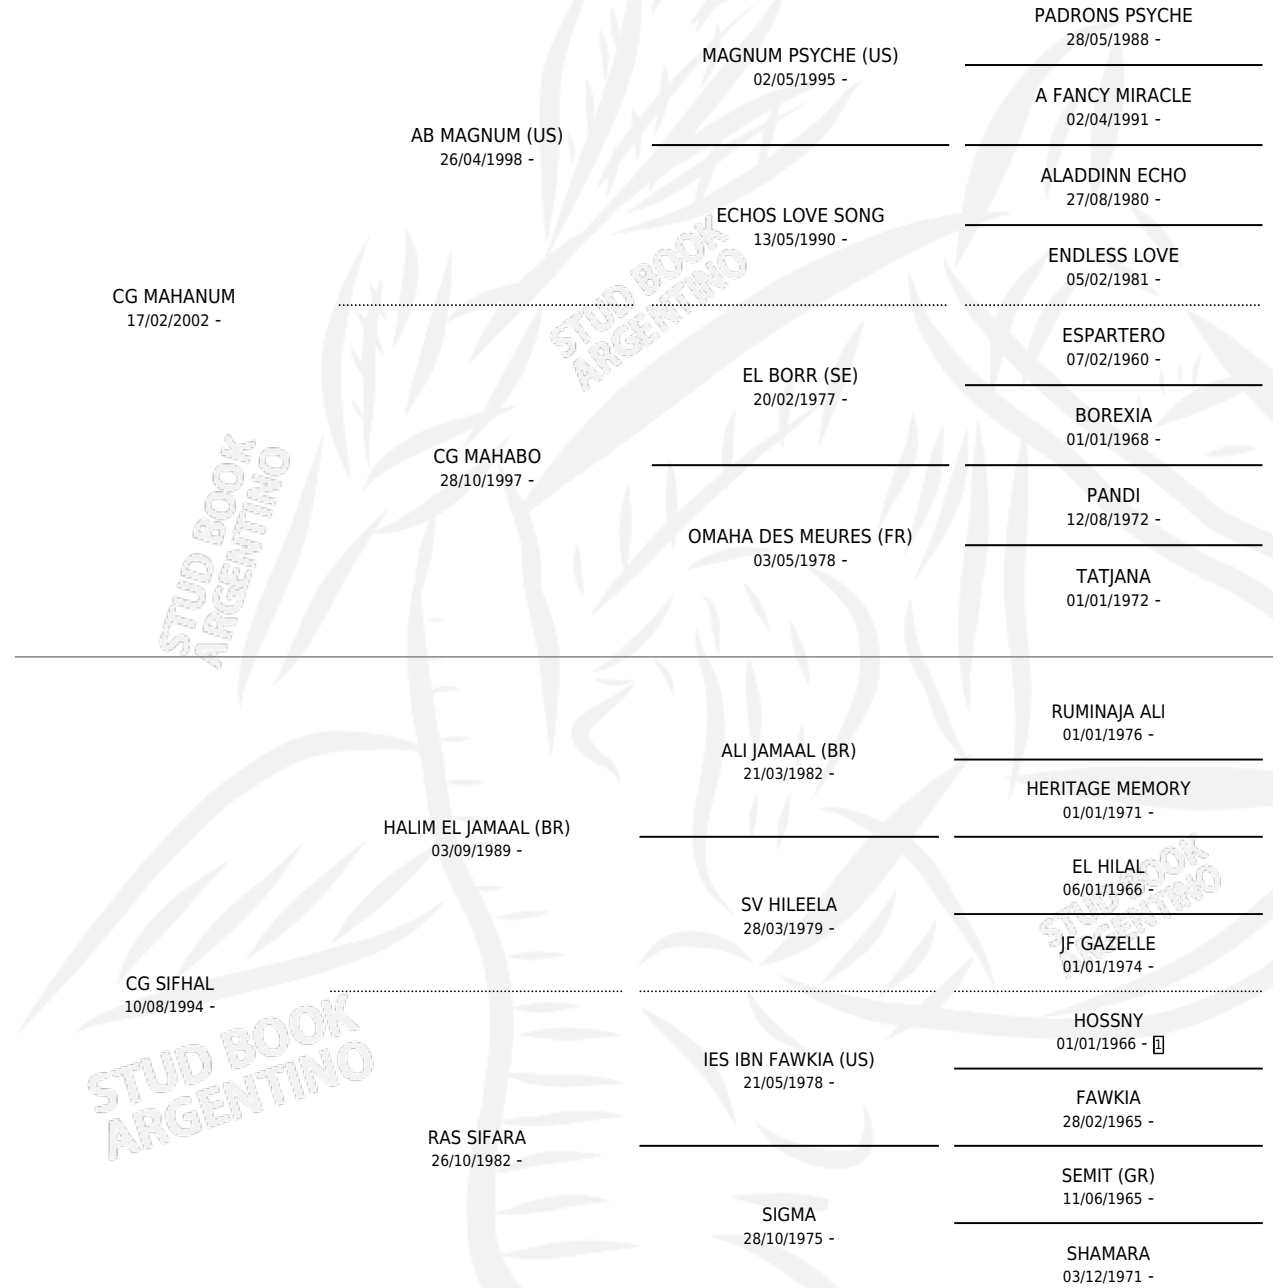 PADRONS PSYCHE
28/05/1988 -
MAGNUM PSYCHE (US)
02/05/1995 -
A FANCY MIRACLE
02/04/1991 -
AB MAGNUM (US)
26/04/1998 -
ALADDINN ECHO
27/08/1980 -
ECHOS LOVE SONG
13/05/1990 -
ENDLESS LOVE
05/02/1981 -
CG MAHANUM
17/02/2002 -
ESPARTERO
07/02/1960 -
EL BORR (SE)
20/02/1977 -
BOREXIA
01/01/1968 -
CG MAHABO
28/10/1997 -
PANDI
12/08/1972 -
OMAHA DES MEURES (FR)
03/05/1978 -
TATJANA
01/01/1972 -
RUMINAJA ALI
01/01/1976 -
ALI JAMAAL (BR)
21/03/1982 -
HERITAGE MEMORY
01/01/1971 -
HALIM EL JAMAAL (BR)
03/09/1989 -
EL HILAL
06/01/1966 -
SV HILEELA
28/03/1979 -
JF GAZELLE
01/01/1974 -
CG SIFHAL
10/08/1994 -
HOSSNY
01/01/1966 - 1
IES IBN FAWKIA (US)
21/05/1978 -
FAWKIA
28/02/1965 -
RAS SIFARA
26/10/1982 -
SEMIT (GR)
11/06/1965 -
SIGMA
28/10/1975 -
SHAMARA
03/12/1971 -
STUD BOOK
ARGENTINO
STUD BOOK
ARGENTINO
STUD BOOK
ARGENTINO
STUD BOOK
ARGENTINO